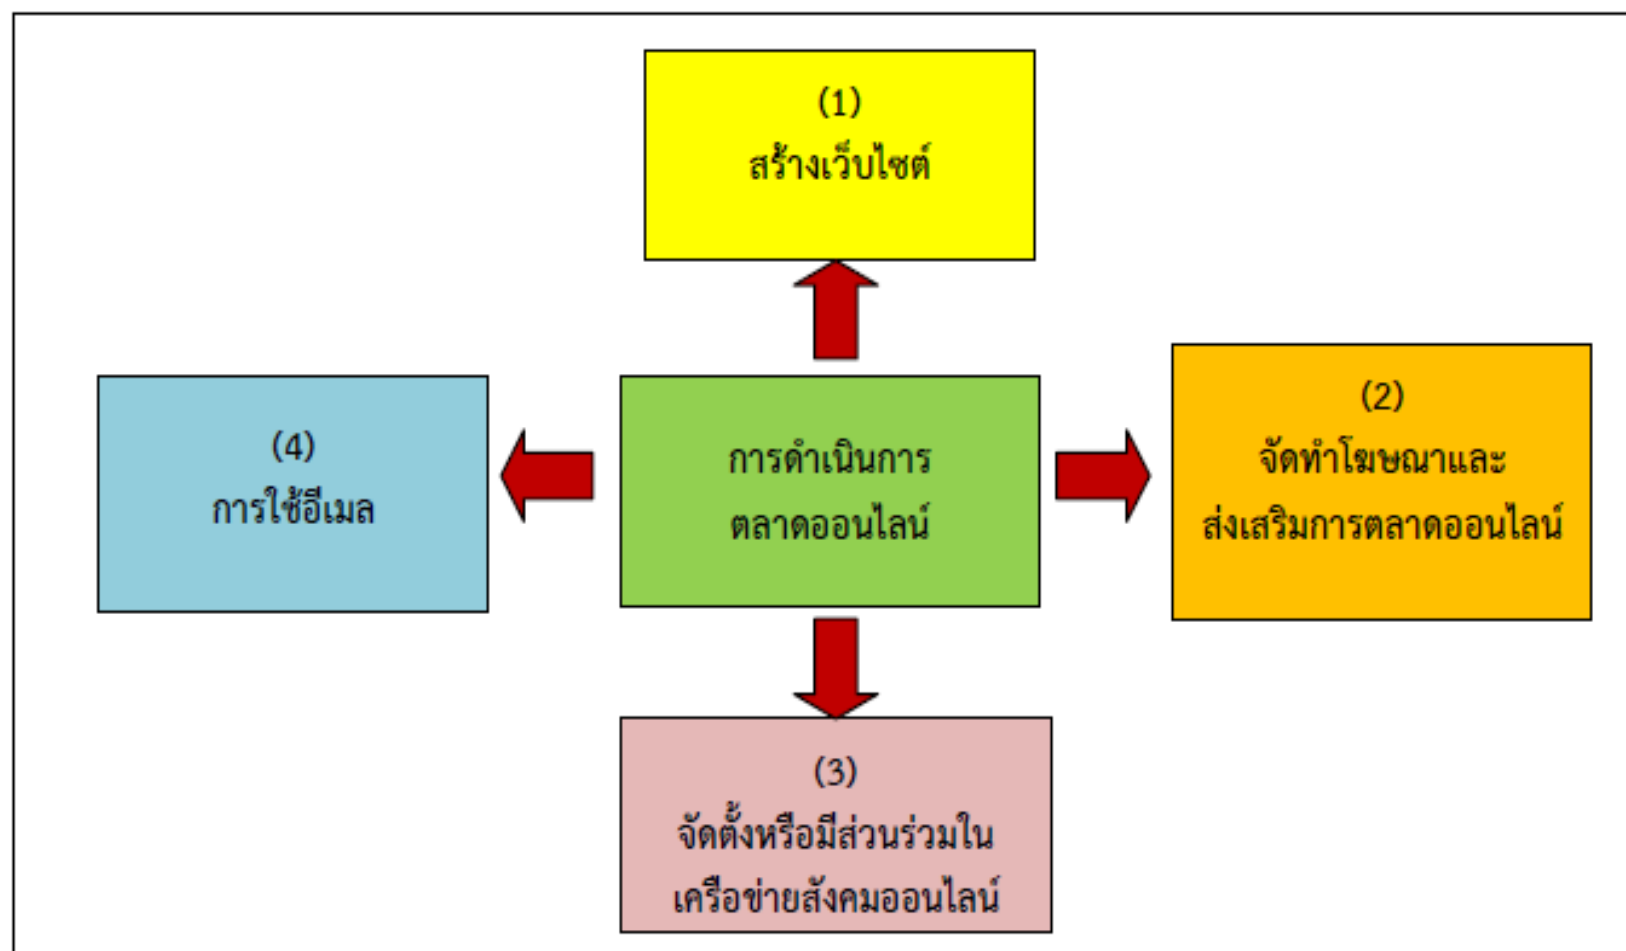 (1)
สร้างเว็บไซต์
(2)
จัดทำโฆษณาและ
ส่งเสริมการตลาดออนไลน์
(4)
การใช้อีเมล
การดำเนินการ
ตลาดออนไลน์
(3)
จัดตั้งหรือมีส่วนร่วมใน
เครือข่ายสังคมออนไลน์